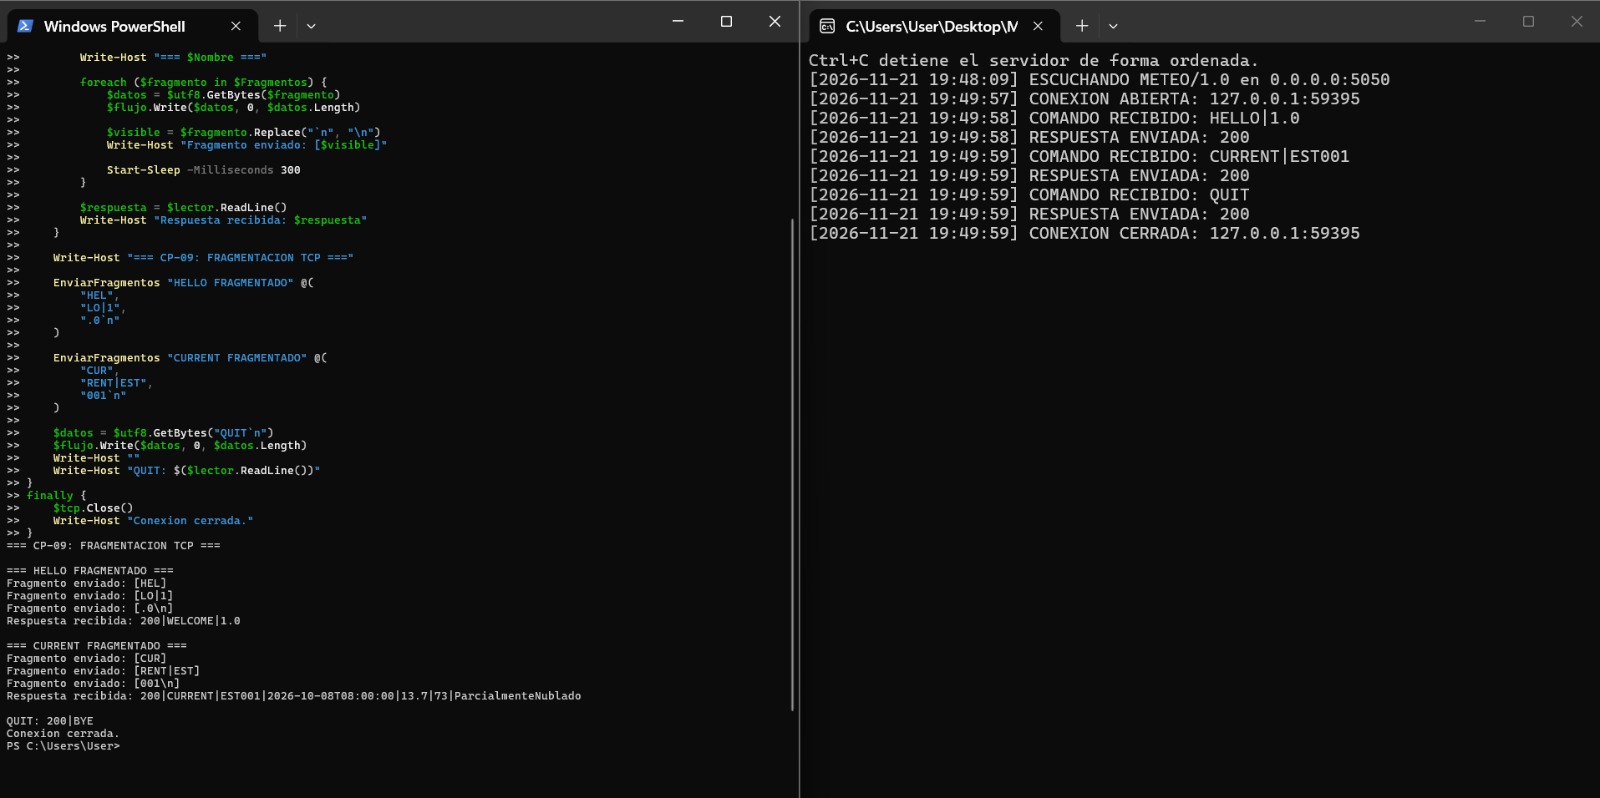 Windows PowerShell
>>         Write-Host "=== $Nombre ==="
>>
>>         foreach ($fragmento in $Fragmentos) {
>>             $datos = $utf8.GetBytes($fragmento)
>>             $flujo.Write($datos, 0, $datos.Length)
>>
>>             $visible = $fragmento.Replace("`n", "\n")
>>             Write-Host "Fragmento enviado: [$visible]"
>>
>>             Start-Sleep -Milliseconds 300
>>         }
>>
>>         $respuesta = $lector.ReadLine()
>>         Write-Host "Respuesta recibida: $respuesta"
>>     }
>>
>>     Write-Host "=== CP-09: FRAGMENTACION TCP ==="
>>
>>     EnviarFragmentos "HELLO FRAGMENTADO" @(
>>         "HEL",
>>         "LO|1",
>>         ".0`n"
>>     )
>>
>>     EnviarFragmentos "CURRENT FRAGMENTADO" @(
>>         "CUR",
>>         "RENT|EST",
>>         "001`n"
>>     )
>>
>>     $datos = $utf8.GetBytes("QUIT`n")
>>     $flujo.Write($datos, 0, $datos.Length)
>>     Write-Host ""
>>     Write-Host "QUIT: $($lector.ReadLine())"
>> }
>> finally {
>>     $tcp.Close()
>>     Write-Host "Conexion cerrada."
>> }
=== CP-09: FRAGMENTACION TCP ===

=== HELLO FRAGMENTADO ===
Fragmento enviado: [HEL]
Fragmento enviado: [LO|1]
Fragmento enviado: [.0\n]
Respuesta recibida: 200|WELCOME|1.0

=== CURRENT FRAGMENTADO ===
Fragmento enviado: [CUR]
Fragmento enviado: [RENT|EST]
Fragmento enviado: [001\n]
Respuesta recibida: 200|CURRENT|EST001|2026-10-08T08:00:00|13.7|73|ParcialmenteNublado

QUIT: 200|BYE
Conexion cerrada.
PS C:\Users\User>
C:\Users\User\Desktop\M
Ctrl+C detiene el servidor de forma ordenada.
[2026-11-21 19:48:09] ESCUCHANDO METEO/1.0 en 0.0.0.0:5050
[2026-11-21 19:49:57] CONEXION ABIERTA: 127.0.0.1:59395
[2026-11-21 19:49:58] COMANDO RECIBIDO: HELLO|1.0
[2026-11-21 19:49:58] RESPUESTA ENVIADA: 200
[2026-11-21 19:49:59] COMANDO RECIBIDO: CURRENT|EST001
[2026-11-21 19:49:59] RESPUESTA ENVIADA: 200
[2026-11-21 19:49:59] COMANDO RECIBIDO: QUIT
[2026-11-21 19:49:59] RESPUESTA ENVIADA: 200
[2026-11-21 19:49:59] CONEXION CERRADA: 127.0.0.1:59395